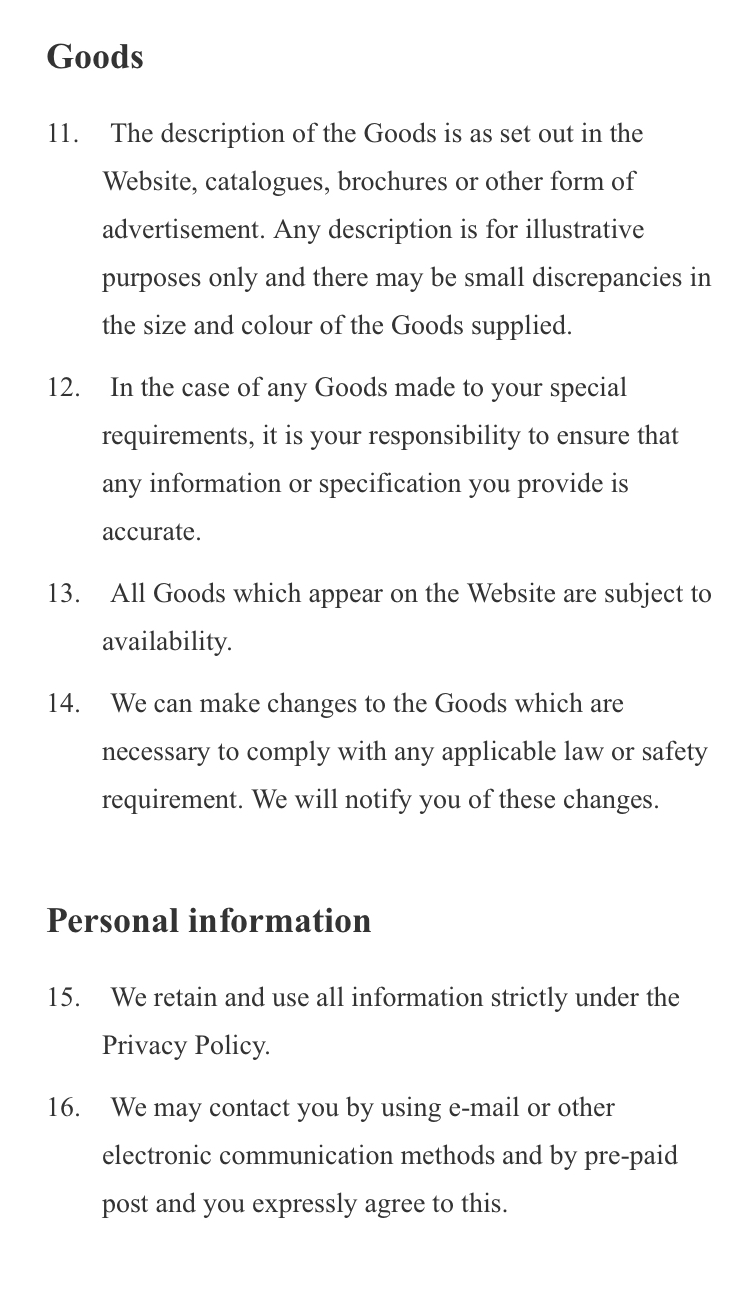 Goods
11. The description of the Goods is as set out in the
Website, catalogues, brochures or other form of
advertisement. Any description is for illustrative
purposes only and there may be small discrepancies in
the size and colour of the Goods supplied.
12. In the case of any Goods made to your special
requirements, it is your responsibility to ensure that
any information or specification you provide is
accurate.
13. All Goods which appear on the Website are subject to
availability.
14. We can make changes to the Goods which are
necessary to comply with any applicable law or safety
requirement. We will notify you of these changes.
Personal information
15. We retain and use all information strictly under the
Privacy Policy.
16. We may contact you by using e-mail or other
electronic communication methods and by pre-paid
post and you expressly agree to this.